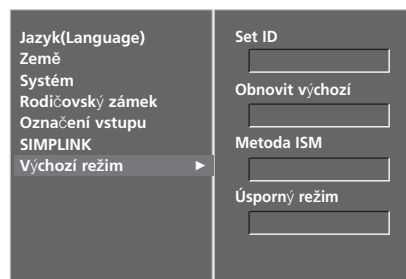 Jazyk(Language)
Země
Systém
Rodičovský zámek
Označení vstupu
SIMPLINK
Výchozí režim ►
Set ID
Obnovit výchozí
Metoda ISM
Úsporný režim